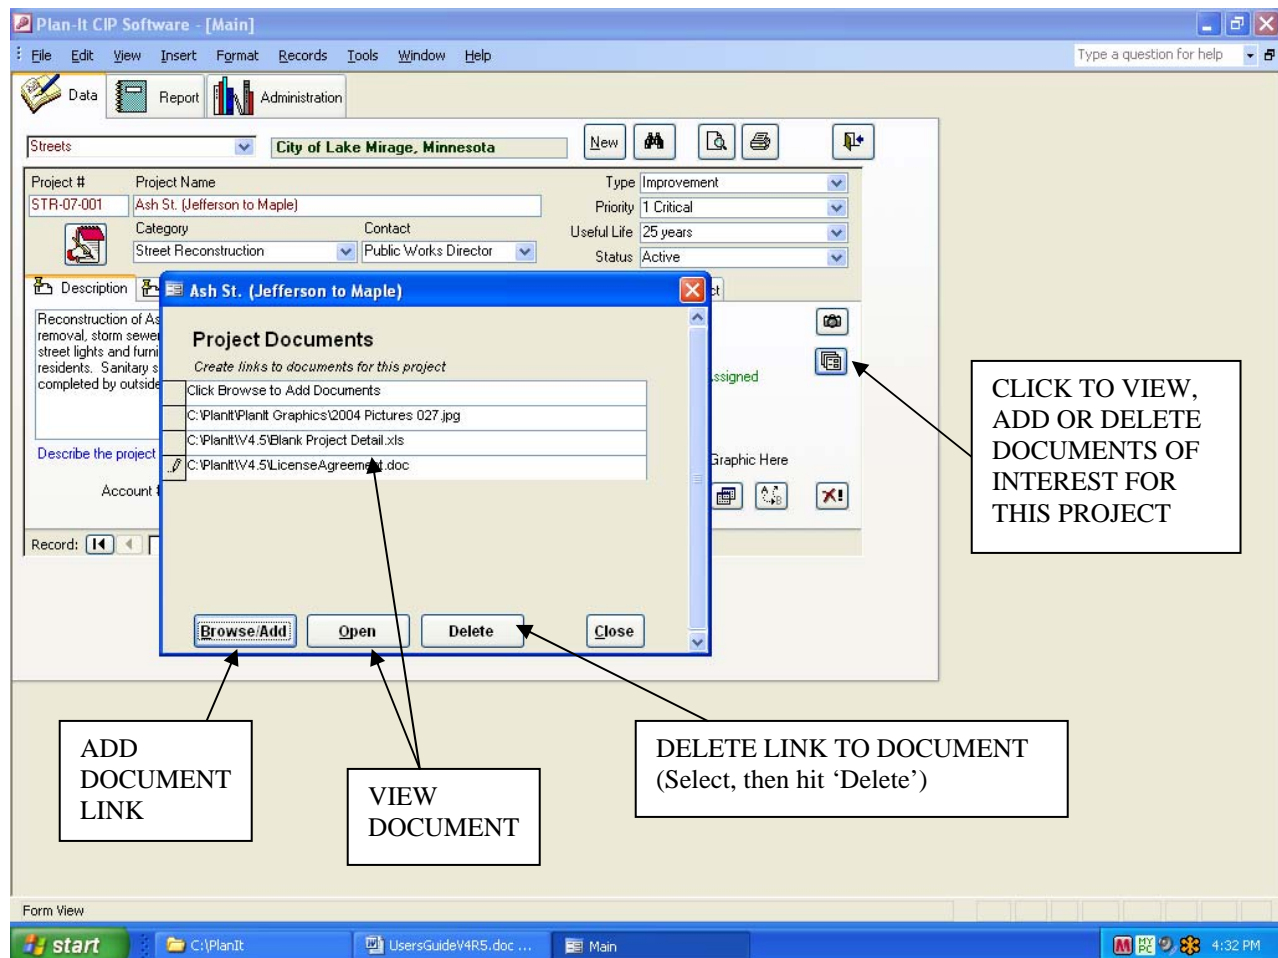 Plan-It CIP Software - [Main]
File Edit View Insert Format Records Tools Window Help
Type a question for help
Data Report Administration
Streets
City of Lake Mirage, Minnesota
New
Project # Project Name
STR-07-001 Ash St. (Jefferson to Maple)
Category Contact
Street Reconstruction Public Works Director
Type Improvement
Priority 1 Critical
Useful Life 25 years
Status Active
Description
Reconstruction of As
removal, storm sewer
street lights and furni
residents. Sanitary s
completed by outside
Describe the project
Account #
Record:
ct
ssigned
Graphic Here
Ash St. (Jefferson to Maple)
Project Documents
Create links to documents for this project
Click Browse to Add Documents
C:\PlanIt\PlanIt Graphics\2004 Pictures 027.jpg
C:\PlanIt\V4.5\Blank Project Detail.xls
C:\PlanIt\V4.5\LicenseAgreement.doc
Browse/Add Open Delete Close
CLICK TO VIEW,
ADD OR DELETE
DOCUMENTS OF
INTEREST FOR
THIS PROJECT
ADD
DOCUMENT
LINK
VIEW
DOCUMENT
DELETE LINK TO DOCUMENT
(Select, then hit ‘Delete’)
Form View
start C:\PlanIt UsersGuideV4R5.doc ... Main
MY
PC
4:32 PM